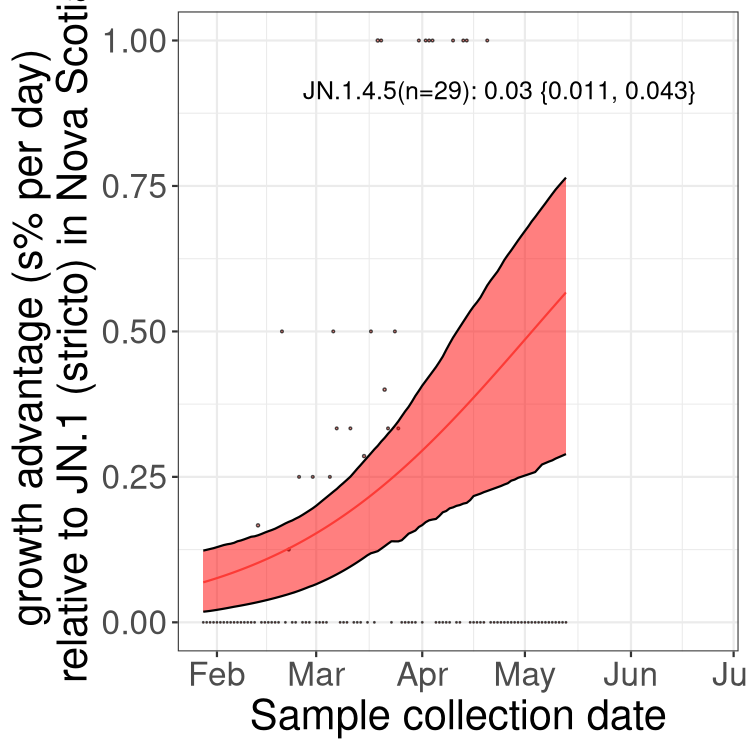 growth advantage (s% per day)
relative to JN.1 (stricto) in Nova Scotia
1.00
0.75
0.50
0.25
0.00
JN.1.4.5(n=29): 0.03 {0.011, 0.043}
Feb Mar Apr May Jun Ju
Sample collection date